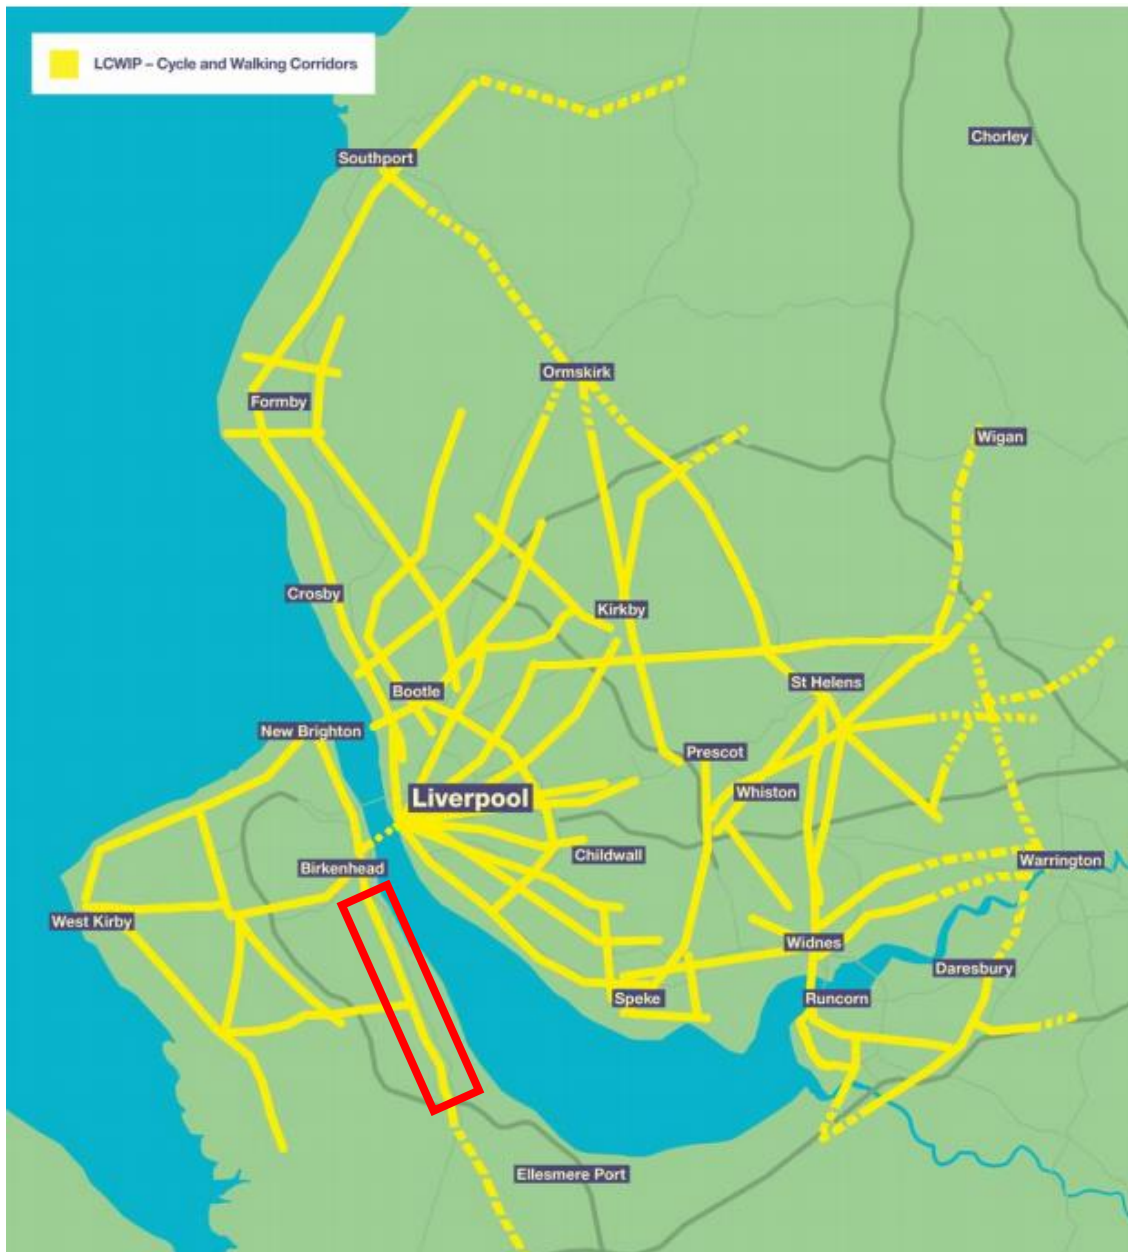 LCWIP – Cycle and Walking Corridors
Chorley
Southport
Ormskirk
Formby
Wigan
Crosby
Kirkby
St Helens
Bootle
New Brighton
Prescot
Whiston
Liverpool
Childwall
Warrington
Birkenhead
West Kirby
Widnes
Daresbury
Speke
Runcorn
Ellesmere Port